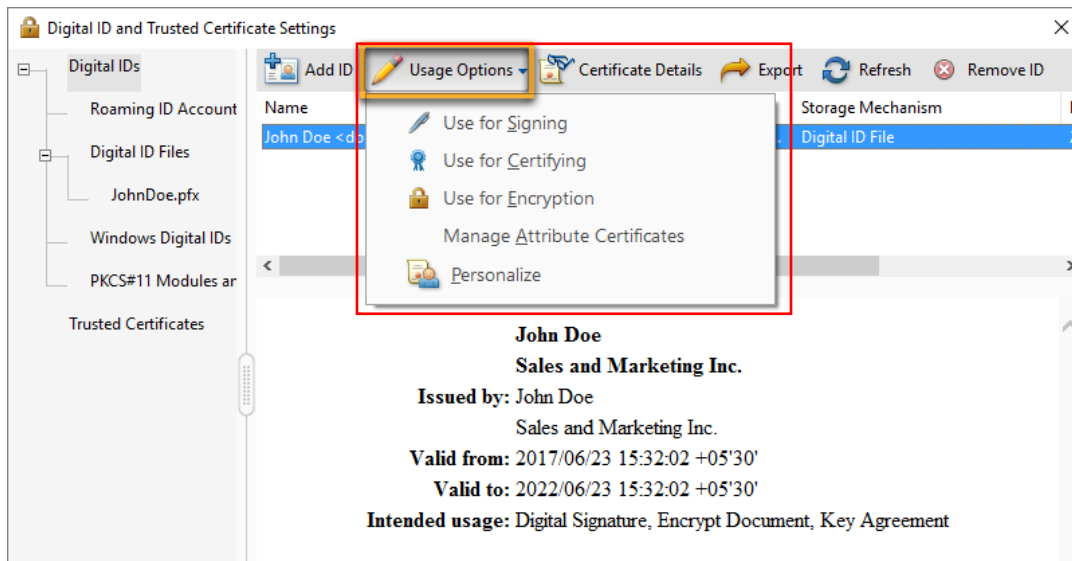 Digital ID and Trusted Certificate Settings
Digital IDs
Roaming ID Account
Digital ID Files
JohnDoe.pfx
Windows Digital IDs
PKCS#11 Modules an
Trusted Certificates
Add ID Usage Options Certificate Details Export Refresh Remove ID
Name Storage Mechanism
John Doe <do Digital ID File
Use for Signing
Use for Certifying
Use for Encryption
Manage Attribute Certificates
Personalize
John Doe
Sales and Marketing Inc.
Issued by: John Doe
Sales and Marketing Inc.
Valid from: 2017/06/23 15:32:02 +05'30'
Valid to: 2022/06/23 15:32:02 +05'30'
Intended usage: Digital Signature, Encrypt Document, Key Agreement